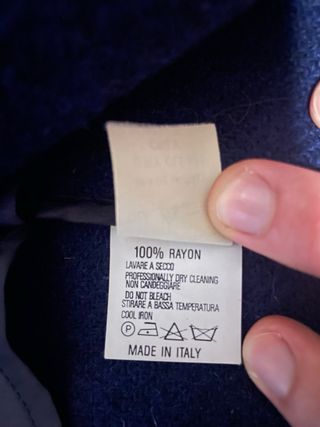 100% RAYON
LAVARE A SECCO
PROFESSIONALLY DRY CLEANING
NON CANDEGGIARE
DO NOT BLEACH
STIRARE A BASSA TEMPERATURA
COOL IRON
P
MADE IN ITALY